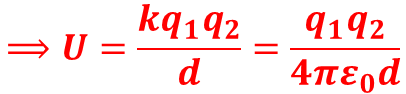 ⟹ U = kq₁q₂/d = q₁q₂/4πε₀d